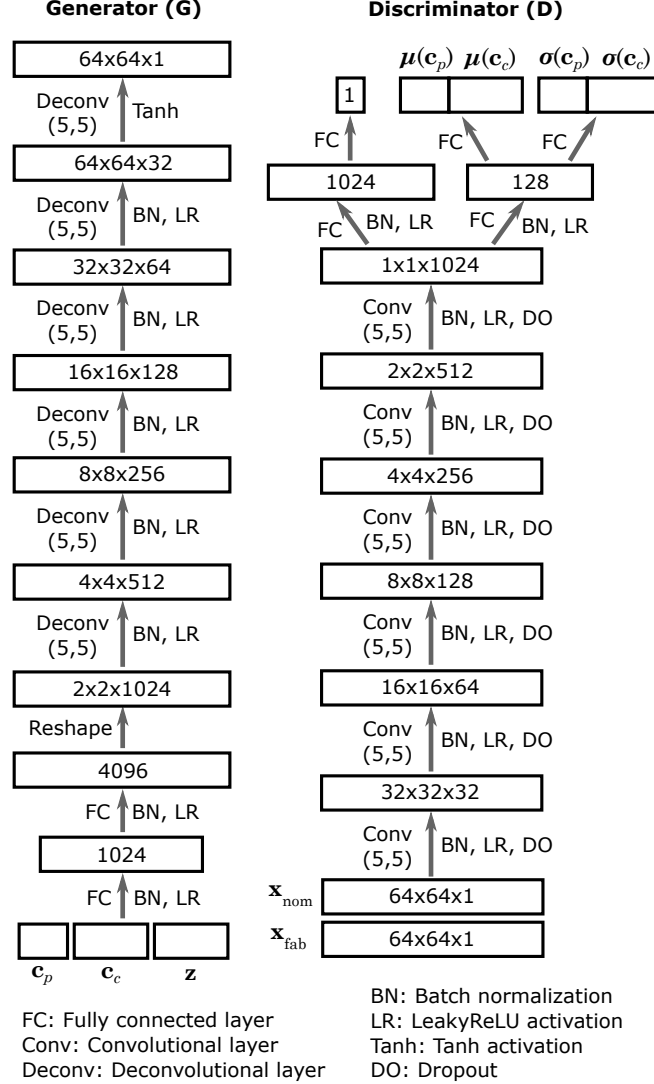 Generator (G)
64x64x1
Deconv
(5,5)
Tanh
64x64x32
Deconv
(5,5)
BN, LR
32x32x64
Deconv
(5,5)
BN, LR
16x16x128
Deconv
(5,5)
BN, LR
8x8x256
Deconv
(5,5)
BN, LR
4x4x512
Deconv
(5,5)
BN, LR
2x2x1024
Reshape
4096
FC BN, LR
1024
FC BN, LR
c_p c_c z
Discriminator (D)
μ(c_p) μ(c_c) σ(c_p) σ(c_c)
1
FC FC FC
1024 128
FC BN, LR FC BN, LR
1x1x1024
Conv
(5,5)
BN, LR, DO
2x2x512
Conv
(5,5)
BN, LR, DO
4x4x256
Conv
(5,5)
BN, LR, DO
8x8x128
Conv
(5,5)
BN, LR, DO
16x16x64
Conv
(5,5)
BN, LR, DO
32x32x32
Conv
(5,5)
BN, LR, DO
x_nom 64x64x1
x_fab 64x64x1
FC: Fully connected layer
Conv: Convolutional layer
Deconv: Deconvolutional layer
BN: Batch normalization
LR: LeakyReLU activation
Tanh: Tanh activation
DO: Dropout